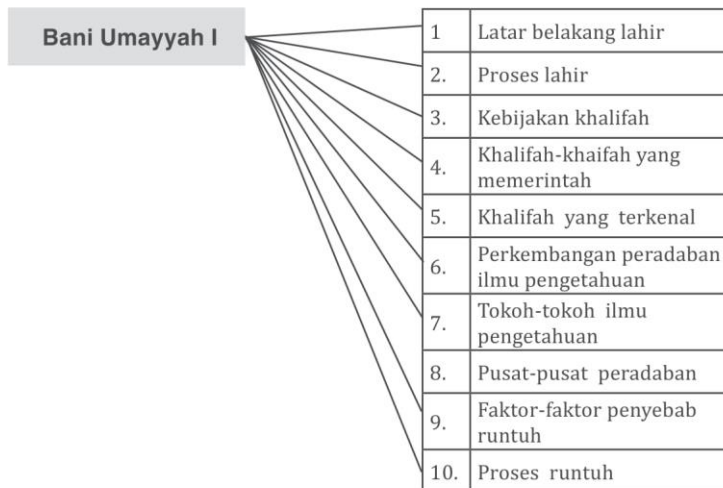 Bani Umayyah I
1 Latar belakang lahir
2. Proses lahir
3. Kebijakan khalifah
4. Khalifah-khaifah yang
memerintah
5. Khalifah yang terkenal
6. Perkembangan peradaban
ilmu pengetahuan
7. Tokoh-tokoh ilmu
pengetahuan
8. Pusat-pusat peradaban
9. Faktor-faktor penyebab
runtuh
10. Proses runtuh